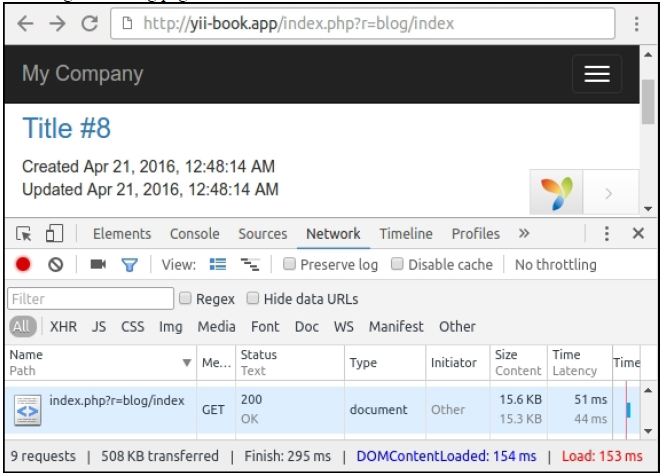 http://yii-book.app/index.php?r=blog/index
My Company
Title #8
Created Apr 21, 2016, 12:48:14 AM
Updated Apr 21, 2016, 12:48:14 AM
Elements Console Sources Network Timeline Profiles »
View: Preserve log Disable cache No throttling
Filter Regex Hide data URLs
All XHR JS CSS Img Media Font Doc WS Manifest Other
Name Me... Status Type Initiator Size Time Time
Path Text Content Latency
index.php?r=blog/index GET 200 document Other 15.6 KB 51 ms
OK 15.3 KB 44 ms
9 requests | 508 KB transferred | Finish: 295 ms | DOMContentLoaded: 154 ms | Load: 153 ms